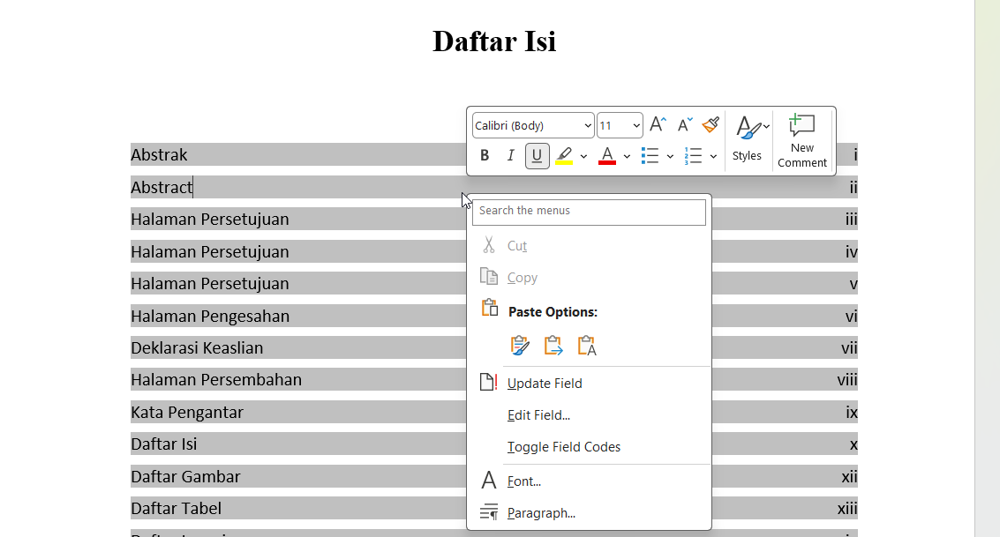 Daftar Isi
Calibri (Body) 11 A A
B I U A Styles New Comment
Abstrak i
Abstract ii
Halaman Persetujuan iii
Halaman Persetujuan iv
Halaman Persetujuan v
Halaman Pengesahan vi
Deklarasi Keaslian vii
Halaman Persembahan viii
Kata Pengantar ix
Daftar Isi x
Daftar Gambar xii
Daftar Tabel xiii
Search the menus
Cut
Copy
Paste Options:
Update Field
Edit Field...
Toggle Field Codes
Font...
Paragraph...